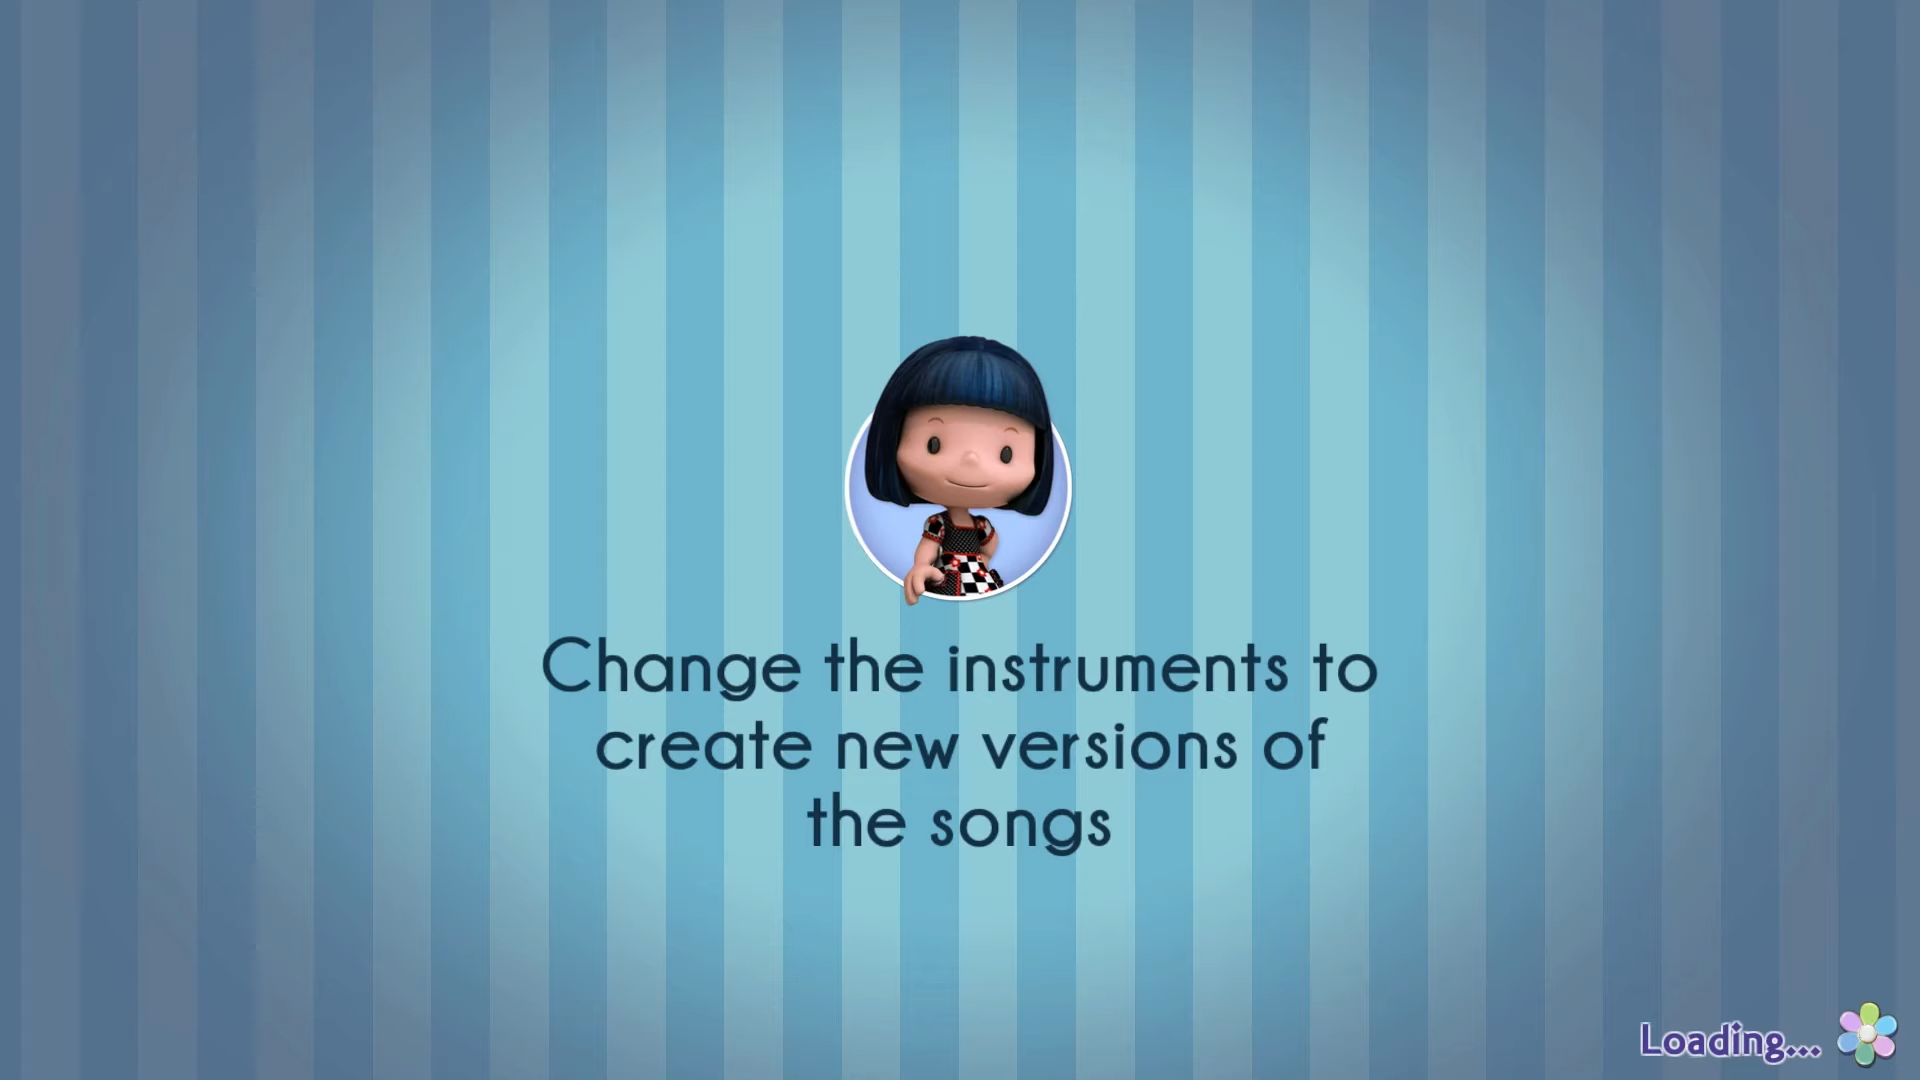 Change the instruments to
create new versions of
the songs
Loading...